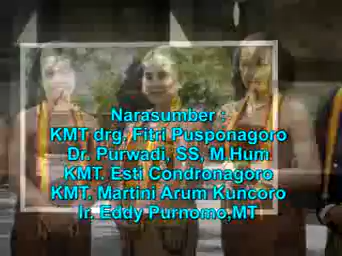 Narasumber :
KMT drg. Fitri Pusponagoro
Dr. Purwadi, SS, M.Hum
KMT. Esti Condronagoro
KMT. Martini Arum Kuncoro
Ir. Eddy Purnomo,MT